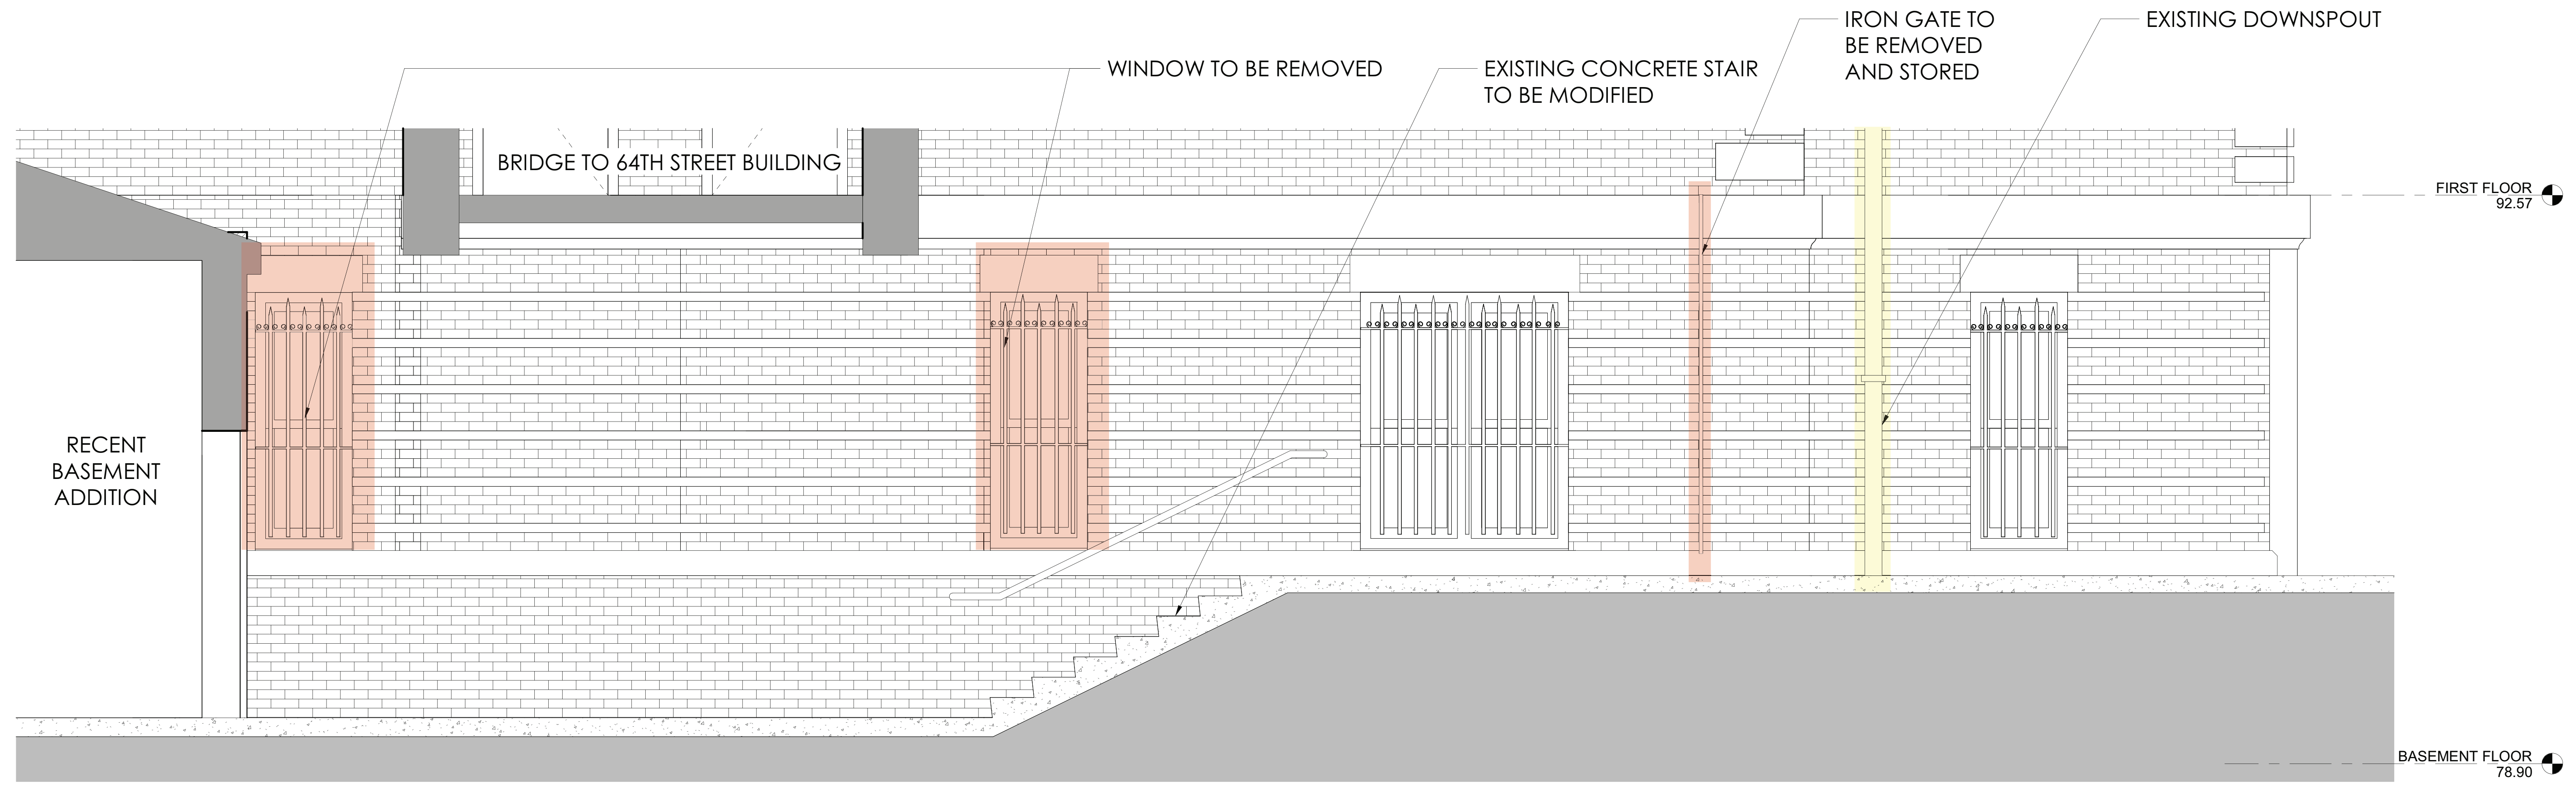 IRON GATE TO
BE REMOVED
AND STORED
EXISTING DOWNSPOUT
WINDOW TO BE REMOVED
EXISTING CONCRETE STAIR
TO BE MODIFIED
BRIDGE TO 64TH STREET BUILDING
FIRST FLOOR
92.57
RECENT
BASEMENT
ADDITION
BASEMENT FLOOR
78.90